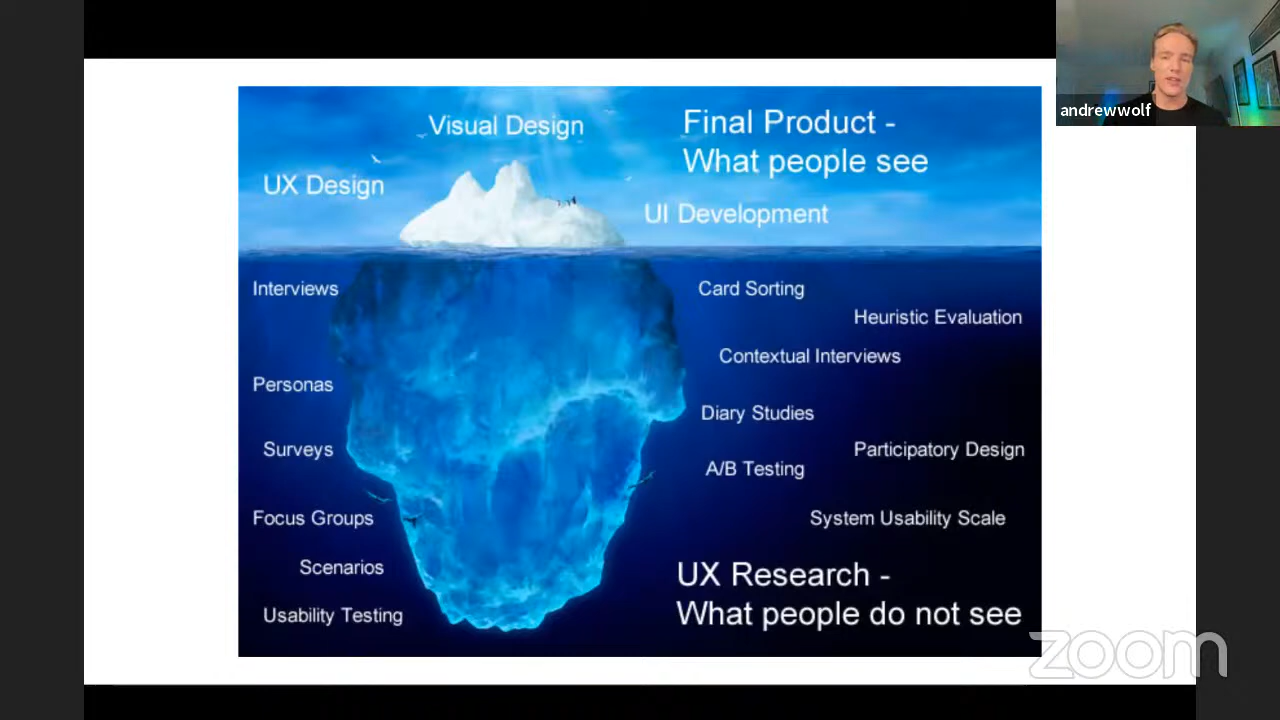 andrewwolf
Visual Design
Final Product -
What people see
UX Design
UI Development
Interviews
Card Sorting
Heuristic Evaluation
Contextual Interviews
Personas
Diary Studies
Surveys
Participatory Design
A/B Testing
Focus Groups
System Usability Scale
Scenarios
UX Research -
What people do not see
Usability Testing
zoom